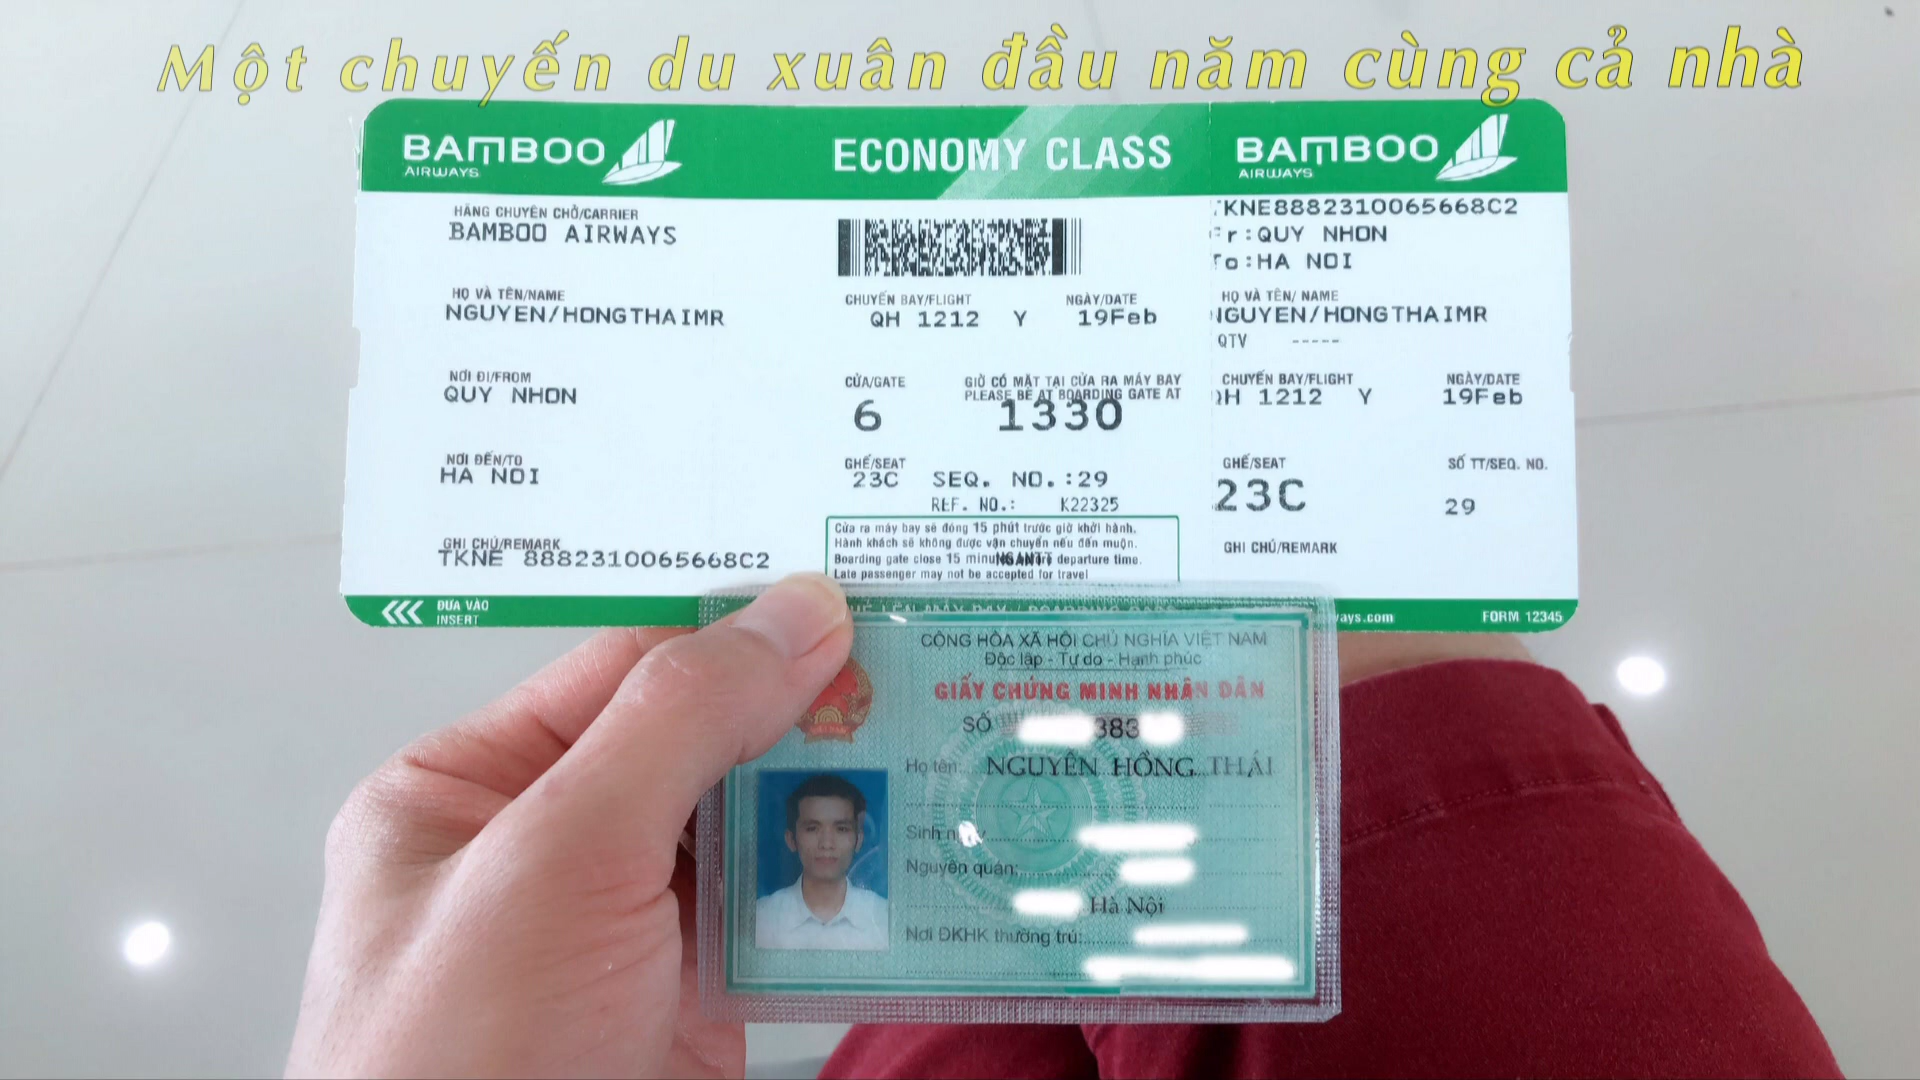 Một chuyến du xuân đầu năm cùng cả nhà
BAMBOO
AIRWAYS
ECONOMY CLASS
BAMBOO
AIRWAYS
HÃNG CHUYÊN CHỞ/CARRIER
BAMBOO AIRWAYS
HỌ VÀ TÊN/NAME
NGUYEN/HONGTHAIMR
NƠI ĐI/FROM
QUY NHON
NƠI ĐẾN/TO
HA NOI
GHI CHÚ/REMARK
TKNE 8882310065668C2
ĐƯA VÀO
INSERT
CHUYẾN BAY/FLIGHT NGÀY/DATE
QH 1212 Y 19Feb
CỬA/GATE
6
GIỜ CÓ MẶT TẠI CỬA RA MÁY BAY
PLEASE BE AT BOARDING GATE AT
1330
GHẾ/SEAT
23C SEQ. NO.:29
REF. NO.: K22325
Cửa ra máy bay sẽ đóng 15 phút trước giờ khởi hành.
Hành khách sẽ không được vận chuyển nếu đến muộn.
Boarding gate close 15 departure time.
NGANTT
Late passenger may not be accepted for travel
TKNE8882310065668C2
Fr:QUY NHON
To:HA NOI
HỌ VÀ TÊN/ NAME
NGUYEN/HONGTHAIMR
QTV -----
CHUYẾN BAY/FLIGHT NGÀY/DATE
QH 1212 Y 19Feb
GHẾ/SEAT SỐ TT/SEQ. NO.
23C 29
GHI CHÚ/REMARK
ays.com
FORM 12345
CỘNG HÒA XÃ HỘI CHỦ NGHĨA VIỆT NAM
Độc lập - Tự do - Hạnh phúc
GIẤY CHỨNG MINH NHÂN DÂN
SỐ 383
Họ tên: NGUYỄN HỒNG THÁI
Sinh
Nguyên quán:
Hà Nội
Nơi ĐKHK thường trú: